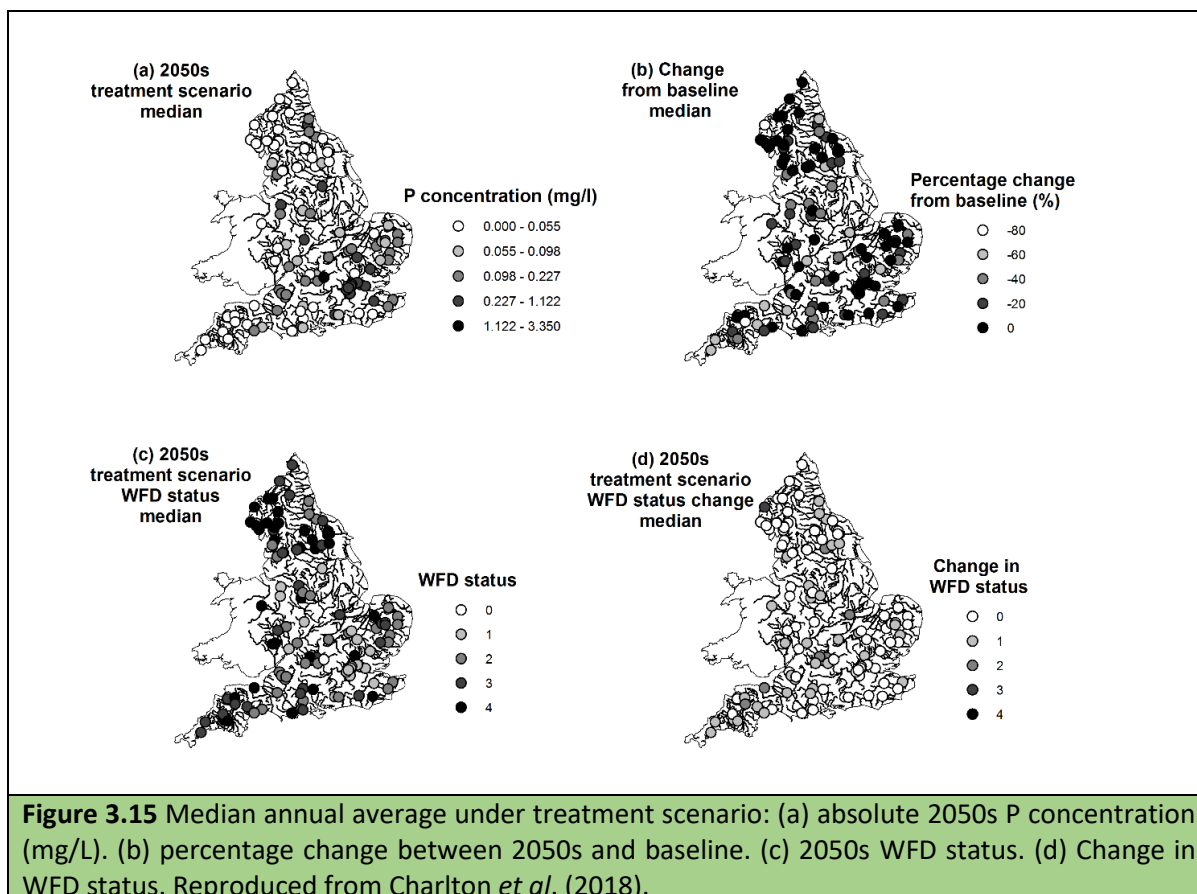 (a) 2050s
treatment scenario
median
P concentration (mg/l)
0.000 - 0.055
0.055 - 0.098
0.098 - 0.227
0.227 - 1.122
1.122 - 3.350
(b) Change
from baseline
median
Percentage change
from baseline (%)
-80
-60
-40
-20
0
(c) 2050s
treatment scenario
WFD status
median
WFD status
0
1
2
3
4
(d) 2050s
treatment scenario
WFD status change
median
Change in
WFD status
0
1
2
3
4
Figure 3.15 Median annual average under treatment scenario: (a) absolute 2050s P concentration
(mg/L). (b) percentage change between 2050s and baseline. (c) 2050s WFD status. (d) Change in
WFD status. Reproduced from Charlton et al. (2018).